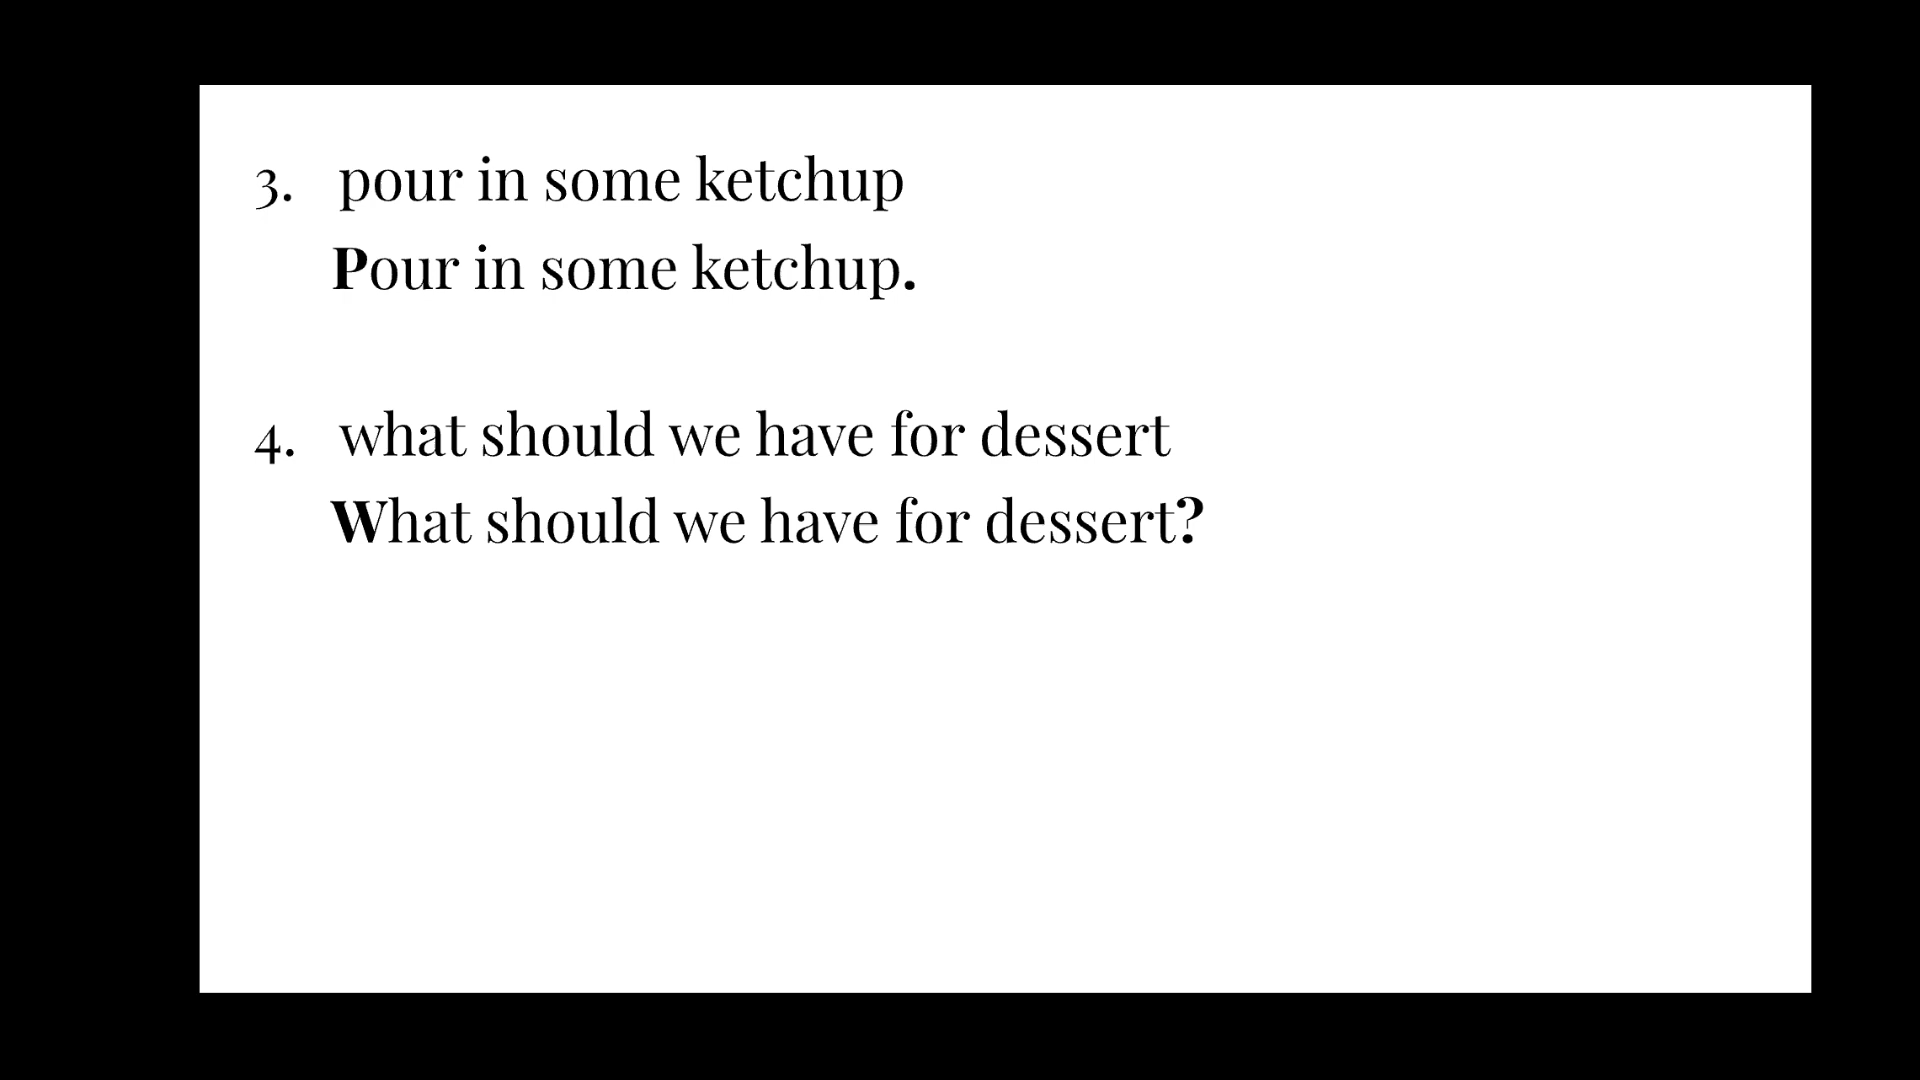 3. pour in some ketchup
Pour in some ketchup.
4. what should we have for dessert
What should we have for dessert?